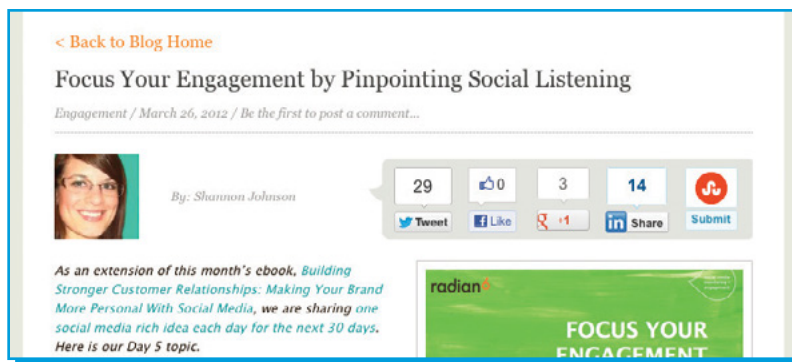 < Back to Blog Home
Focus Your Engagement by Pinpointing Social Listening
Engagement / March 26, 2012 / Be the first to post a comment...
By: Shannon Johnson
29
0
3
14
Tweet
Like
+1
Share
Submit
As an extension of this month's ebook, Building
Stronger Customer Relationships: Making Your Brand
More Personal With Social Media, we are sharing one
social media rich idea each day for the next 30 days.
Here is our Day 5 topic.
radian6
FOCUS YOUR
ENGAGEMENT